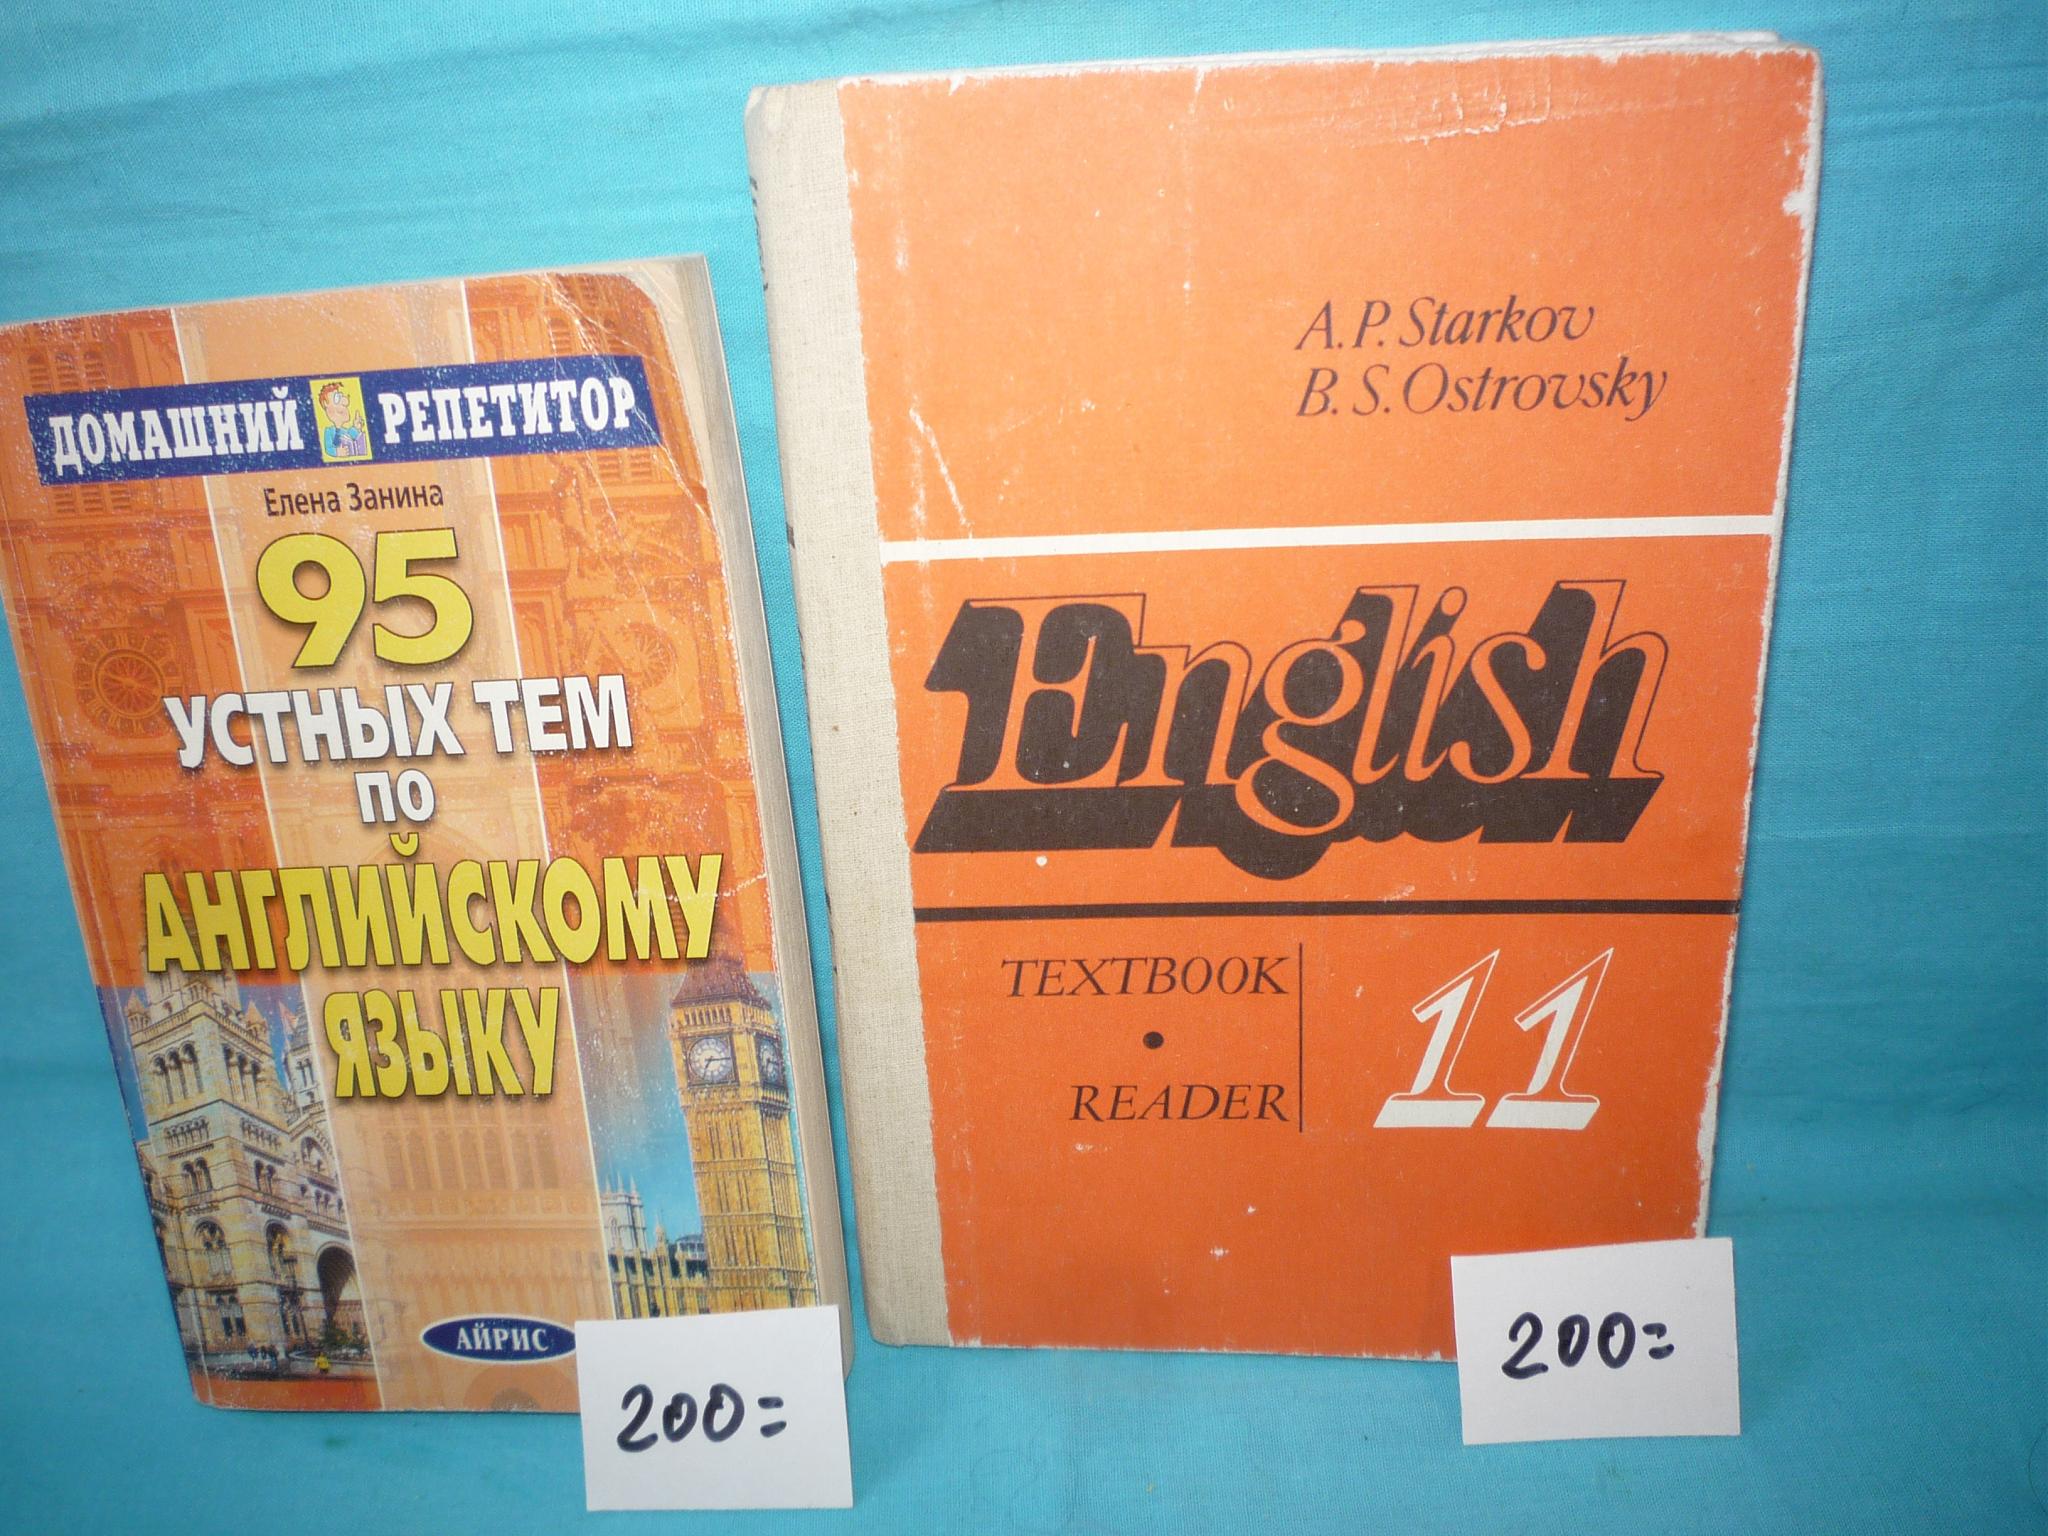 ДОМАШНИЙ РЕПЕТИТОР
Елена Занина
95
УСТНЫХ ТЕМ
ПО
АНГЛИЙСКОМУ
ЯЗЫКУ
АЙРИС
200=
A. P. Starkov
B. S. Ostrovsky
English
TEXTBOOK
•
READER
11
200=